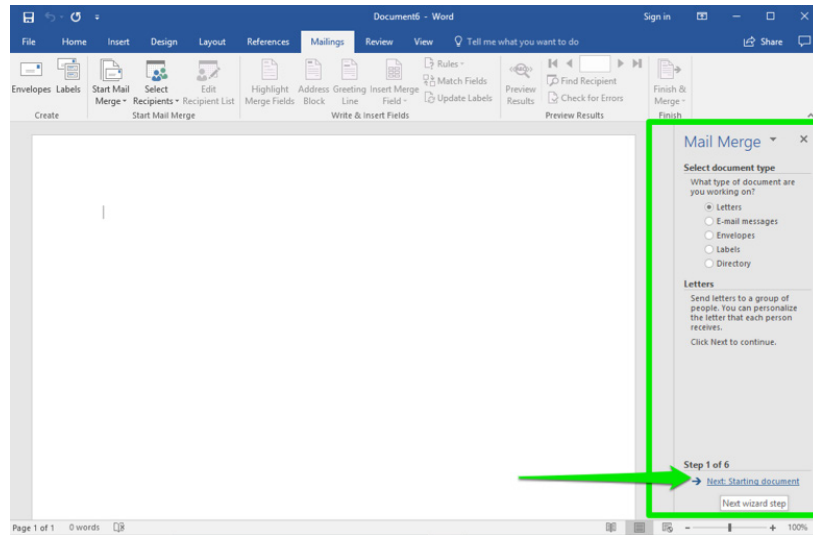 Document6 - Word
Sign in
File Home Insert Design Layout References Mailings Review View Tell me what you want to do Share
Envelopes Labels
Create
Start Mail Merge
Select Recipients
Edit Recipient List
Start Mail Merge
Highlight Merge Fields
Address Block
Greeting Line
Insert Merge Field
Rules
Match Fields
Update Labels
Write & Insert Fields
ABC
Preview Results
Find Recipient
Check for Errors
Preview Results
Finish & Merge
Finish
Mail Merge
Select document type
What type of document are
you working on?
Letters
E-mail messages
Envelopes
Labels
Directory
Letters
Send letters to a group of
people. You can personalize
the letter that each person
receives.
Click Next to continue.
Step 1 of 6
Next: Starting document
Next wizard step
Page 1 of 1 0 words
100%